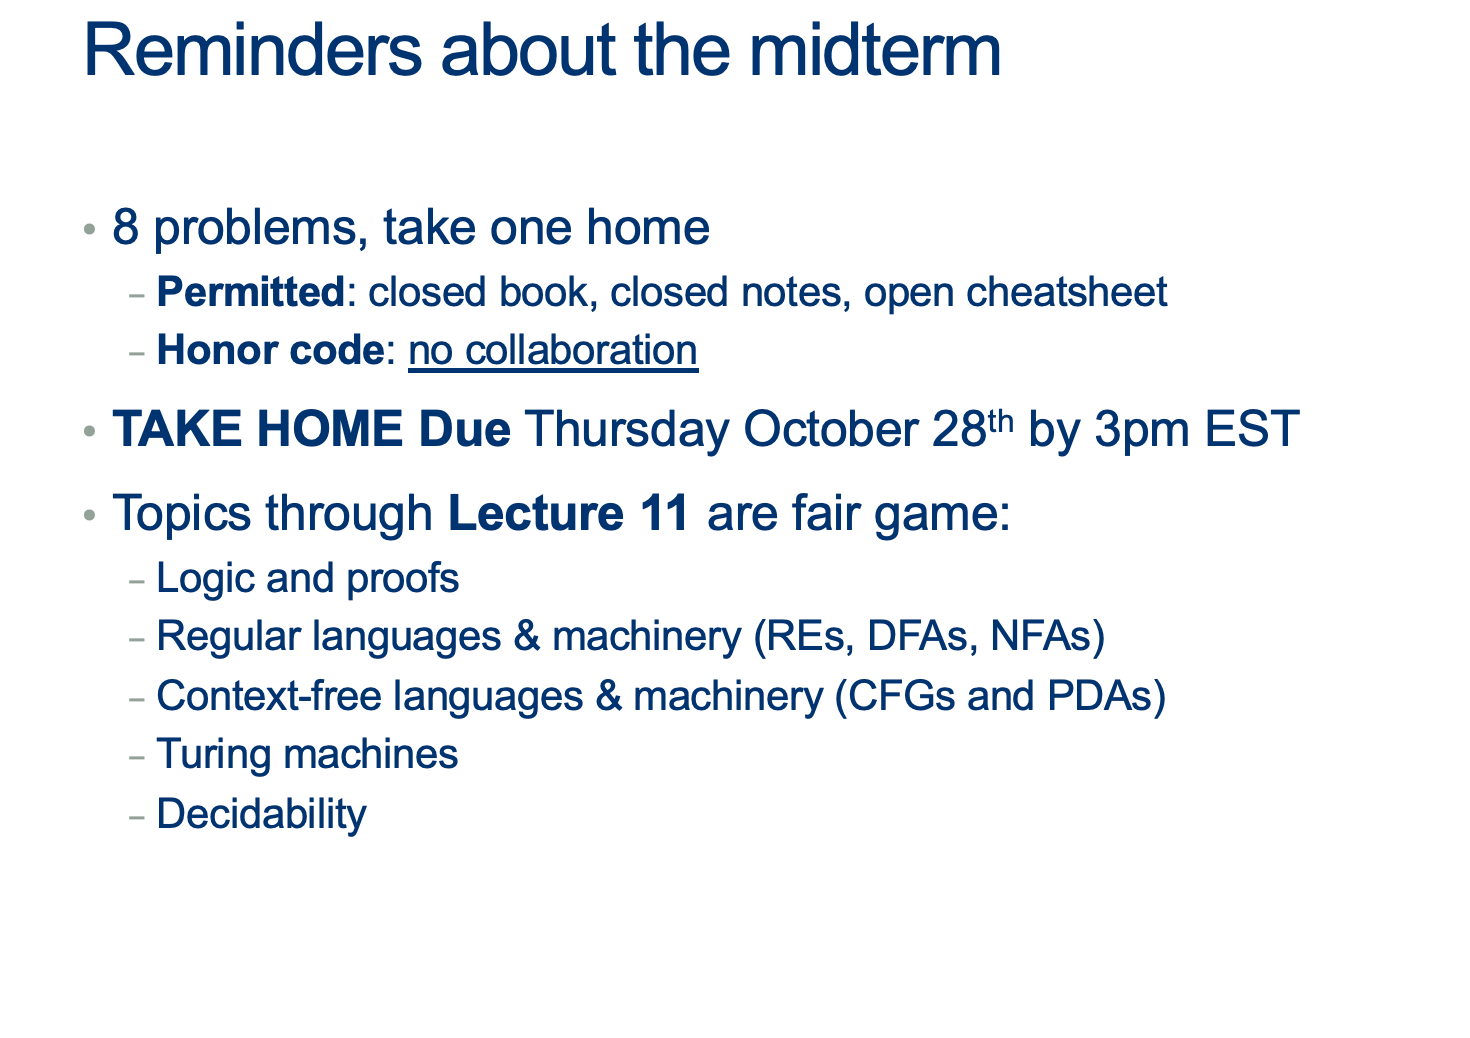 Reminders about the midterm
• 8 problems, take one home
– Permitted: closed book, closed notes, open cheatsheet
– Honor code: no collaboration
• TAKE HOME Due Thursday October 28th by 3pm EST
• Topics through Lecture 11 are fair game:
– Logic and proofs
– Regular languages & machinery (REs, DFAs, NFAs)
– Context-free languages & machinery (CFGs and PDAs)
– Turing machines
– Decidability